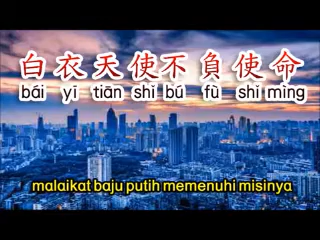 白衣天使不負使命
bái yī tiān shǐ bú fù shǐ mìng
malaikat baju putih memenuhi misinya